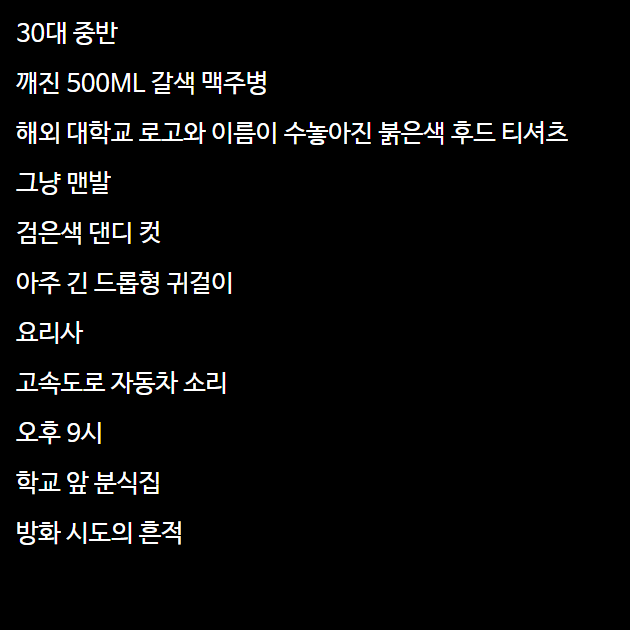 30대 중반
깨진 500ML 갈색 맥주병
해외 대학교 로고와 이름이 수놓아진 붉은색 후드 티셔츠
그냥 맨발
검은색 댄디 컷
아주 긴 드롭형 귀걸이
요리사
고속도로 자동차 소리
오후 9시
학교 앞 분식집
방화 시도의 흔적